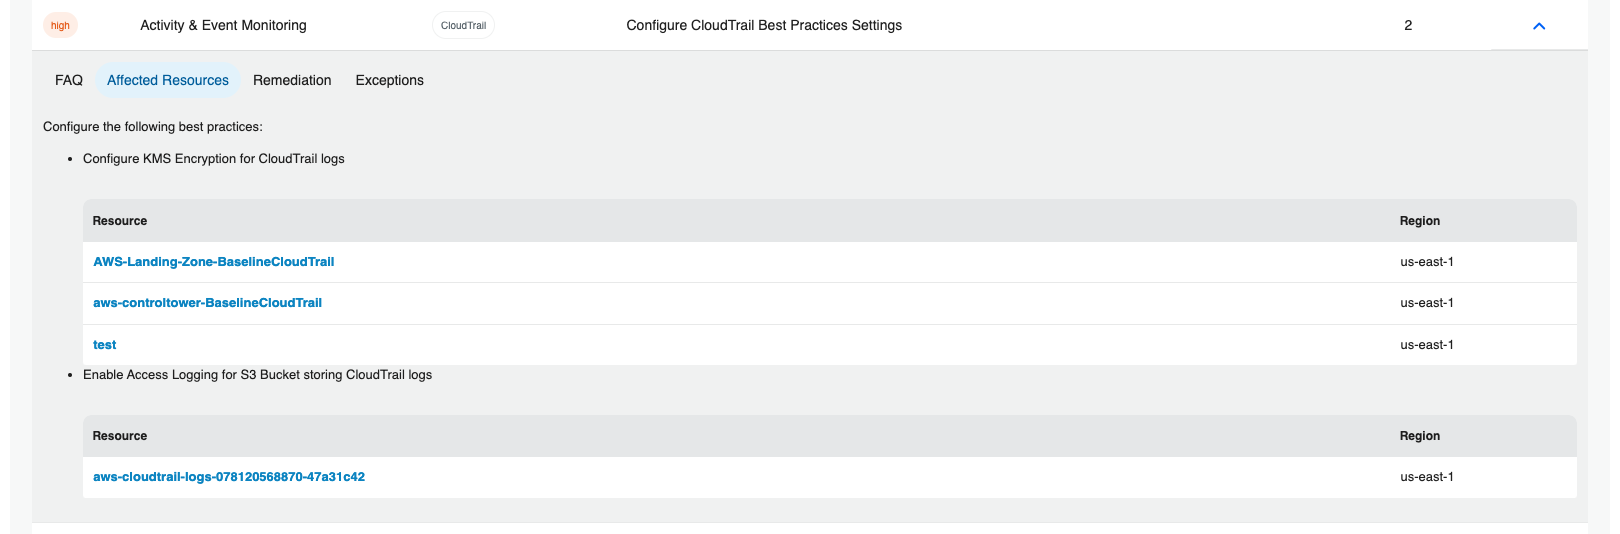 high Activity & Event Monitoring CloudTrail Configure CloudTrail Best Practices Settings 2
FAQ Affected Resources Remediation Exceptions
Configure the following best practices:
• Configure KMS Encryption for CloudTrail logs
Resource Region
AWS-Landing-Zone-BaselineCloudTrail us-east-1
aws-controltower-BaselineCloudTrail us-east-1
test us-east-1
• Enable Access Logging for S3 Bucket storing CloudTrail logs
Resource Region
aws-cloudtrail-logs-078120568870-47a31c42 us-east-1